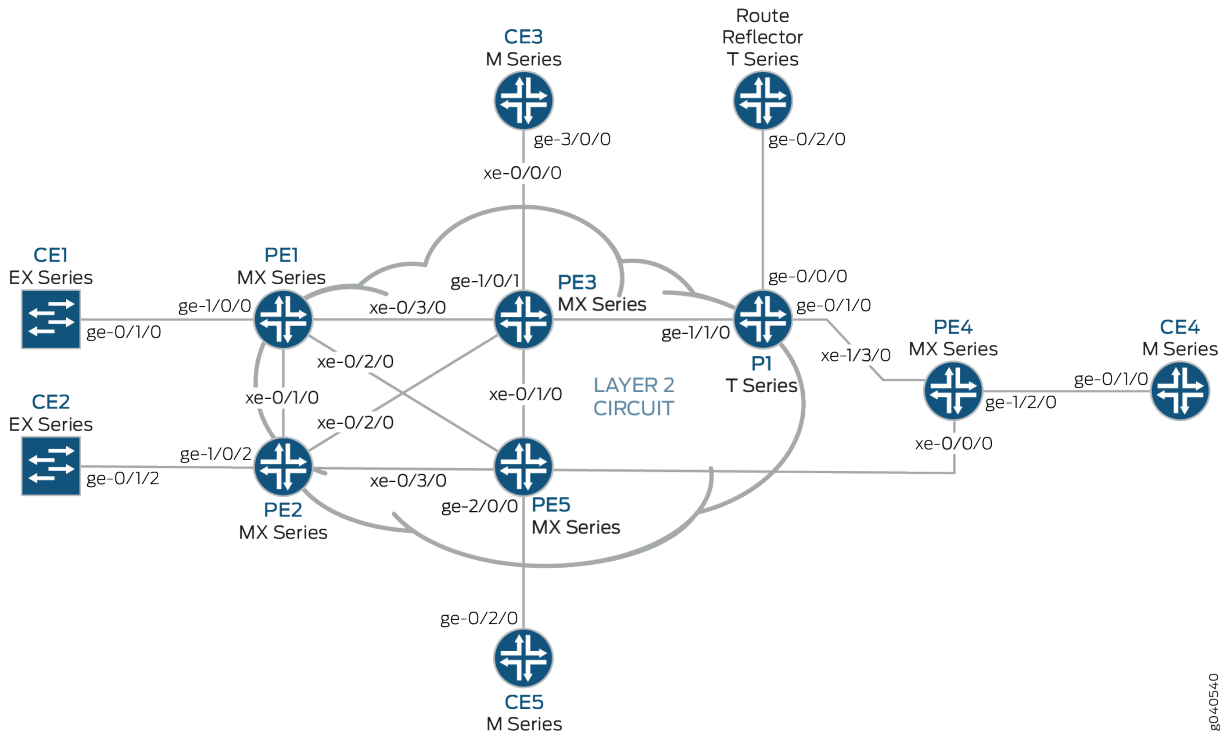 Route
Reflector
T Series
CE3
M Series
ge-3/0/0
ge-0/2/0
xe-0/0/0
CE1
EX Series
PE1
MX Series
ge-1/0/1
PE3
MX Series
ge-0/0/0
ge-1/0/0
ge-0/1/0
xe-0/3/0
ge-1/1/0
ge-0/1/0
PE4
MX Series
CE4
M Series
xe-0/2/0
P1
T Series
xe-1/3/0
ge-0/1/0
ge-1/2/0
CE2
EX Series
xe-0/1/0
xe-0/1/0
LAYER 2
CIRCUIT
xe-0/2/0
xe-0/0/0
ge-1/0/2
ge-0/1/2
xe-0/3/0
PE2
MX Series
ge-2/0/0
PE5
MX Series
ge-0/2/0
CE5
M Series
g040540